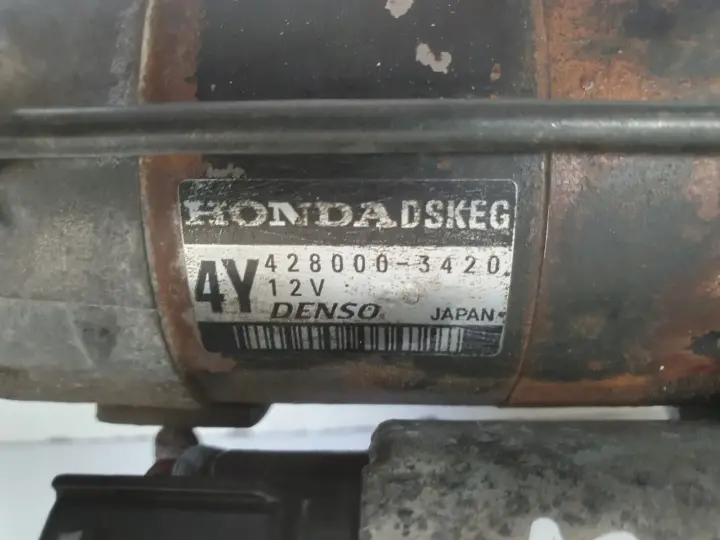 HONDA DSKEG
4Y 428000-3420
12V
DENSO JAPAN